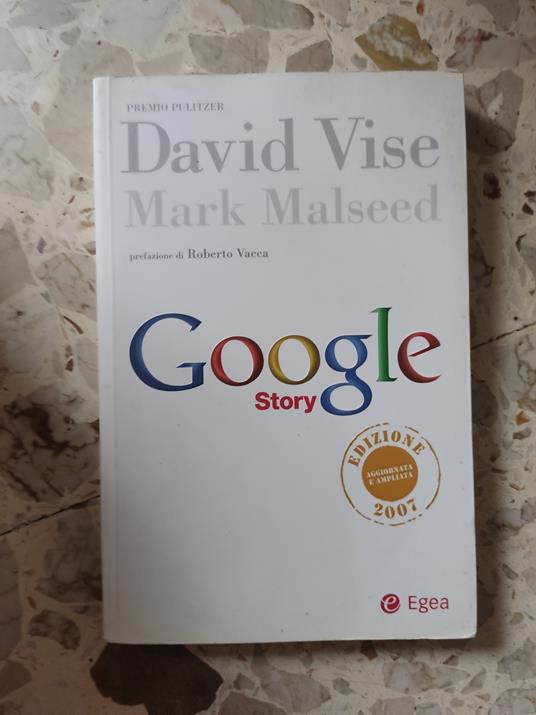 PREMIO PULITZER
David Vise
Mark Malseed
prefazione di Roberto Vacca
Google
Story
EDIZIONE
AGGIORNATA
E AMPLIATA
2007
e Egea